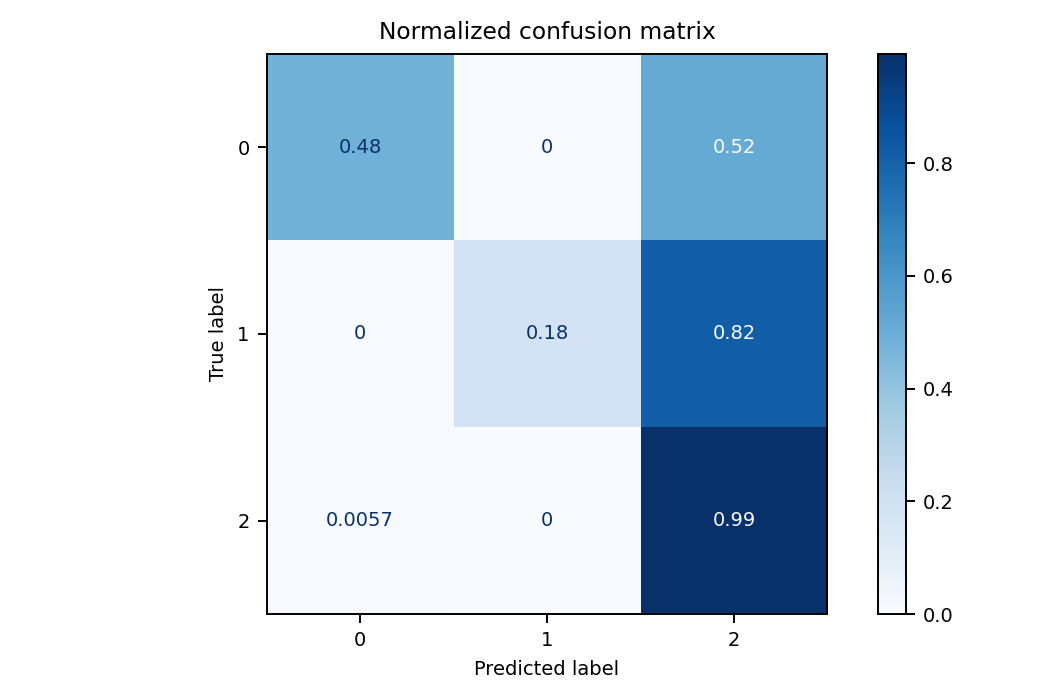 Normalized confusion matrix
0 0.48 0 0.52
1 0 0.18 0.82
2 0.0057 0 0.99
0 1 2
True label
Predicted label
0.8
0.6
0.4
0.2
0.0